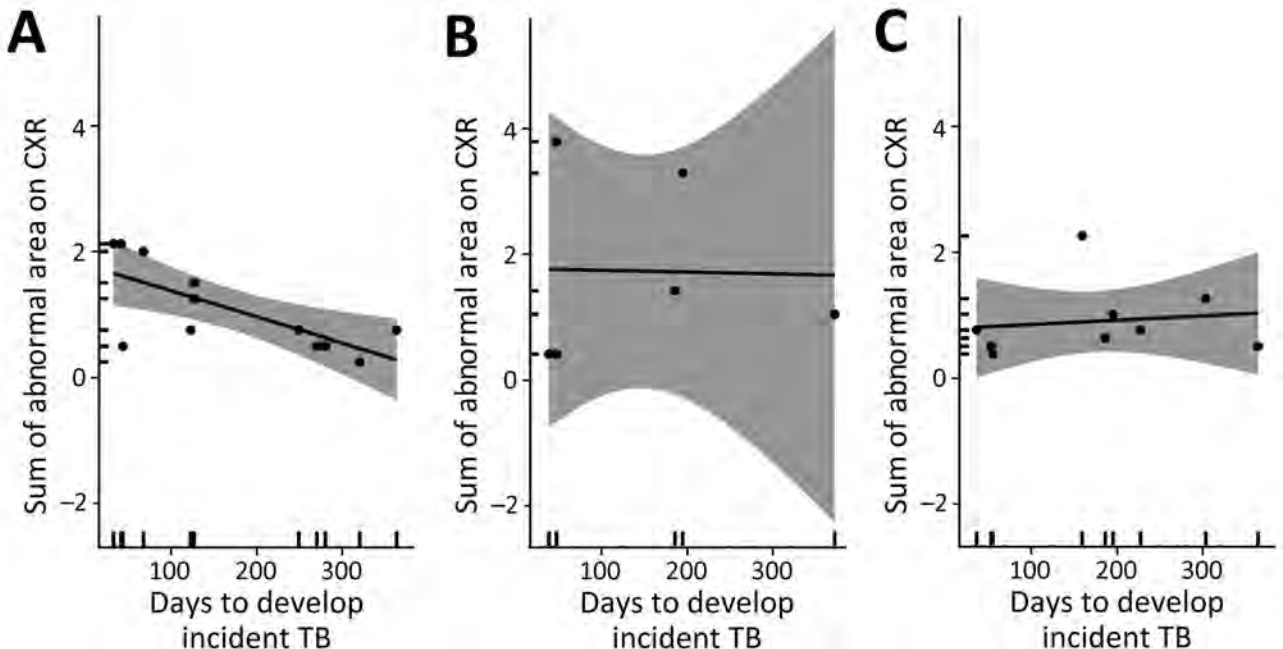 A
Sum of abnormal area on CXR
4
2
0
−2
100 200 300
Days to develop
incident TB
B
Sum of abnormal area on CXR
4
2
0
−2
100 200 300
Days to develop
incident TB
C
Sum of abnormal area on CXR
4
2
0
−2
100 200 300
Days to develop
incident TB